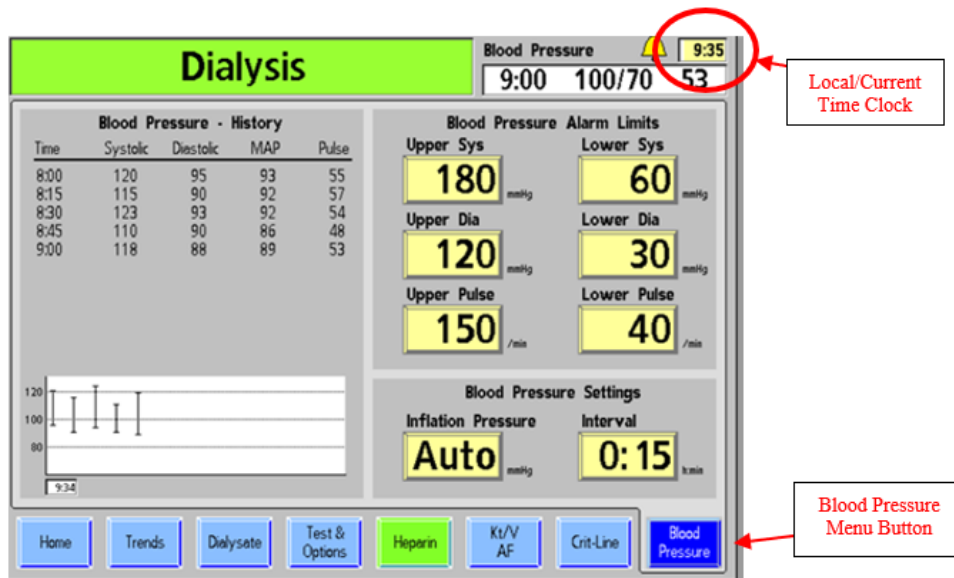 Dialysis
Blood Pressure
9:35
9:00 100/70 53
Local/Current
Time Clock
Blood Pressure - History
Time Systolic Diastolic MAP Pulse
8:00 120 95 93 55
8:15 115 90 92 57
8:30 123 93 92 54
8:45 110 90 86 48
9:00 118 88 89 53
120
100
80
9:34
Blood Pressure Alarm Limits
Upper Sys Lower Sys
180 mmHg 60 mmHg
Upper Dia Lower Dia
120 mmHg 30 mmHg
Upper Pulse Lower Pulse
150 /min 40 /min
Blood Pressure Settings
Inflation Pressure Interval
Auto mmHg 0:15 h:min
Home
Trends
Dialysate
Test &
Options
Heparin
Kt/V
AF
Crit-Line
Blood
Pressure
Blood Pressure
Menu Button